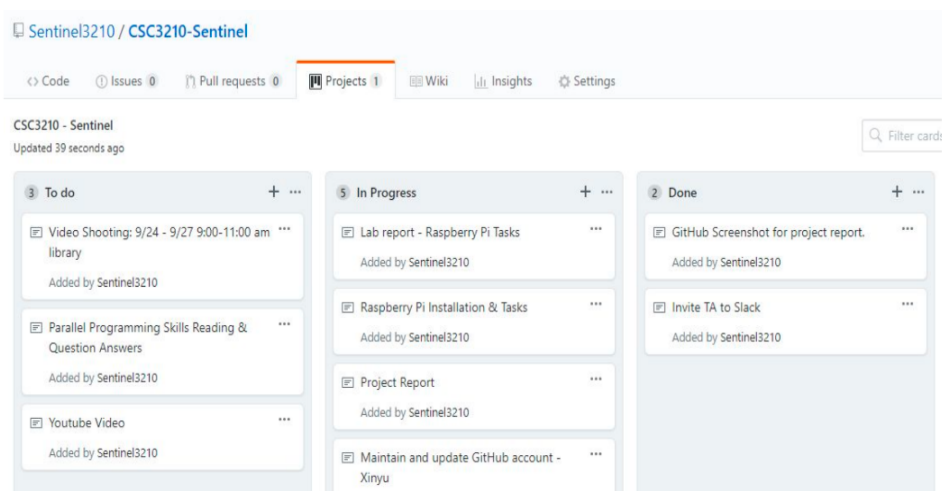 Sentinel3210 / CSC3210-Sentinel
<> Code Issues 0 Pull requests 0 Projects 1 Wiki Insights Settings
CSC3210 - Sentinel
Updated 39 seconds ago
Filter cards
3 To do + ...
Video Shooting: 9/24 - 9/27 9:00-11:00 am ...
library
Added by Sentinel3210
Parallel Programming Skills Reading & ...
Question Answers
Added by Sentinel3210
Youtube Video ...
Added by Sentinel3210
5 In Progress + ...
Lab report - Raspberry Pi Tasks ...
Added by Sentinel3210
Raspberry Pi Installation & Tasks ...
Added by Sentinel3210
Project Report ...
Added by Sentinel3210
Maintain and update GitHub account - ...
Xinyu
2 Done + ...
GitHub Screenshot for project report. ...
Added by Sentinel3210
Invite TA to Slack ...
Added by Sentinel3210